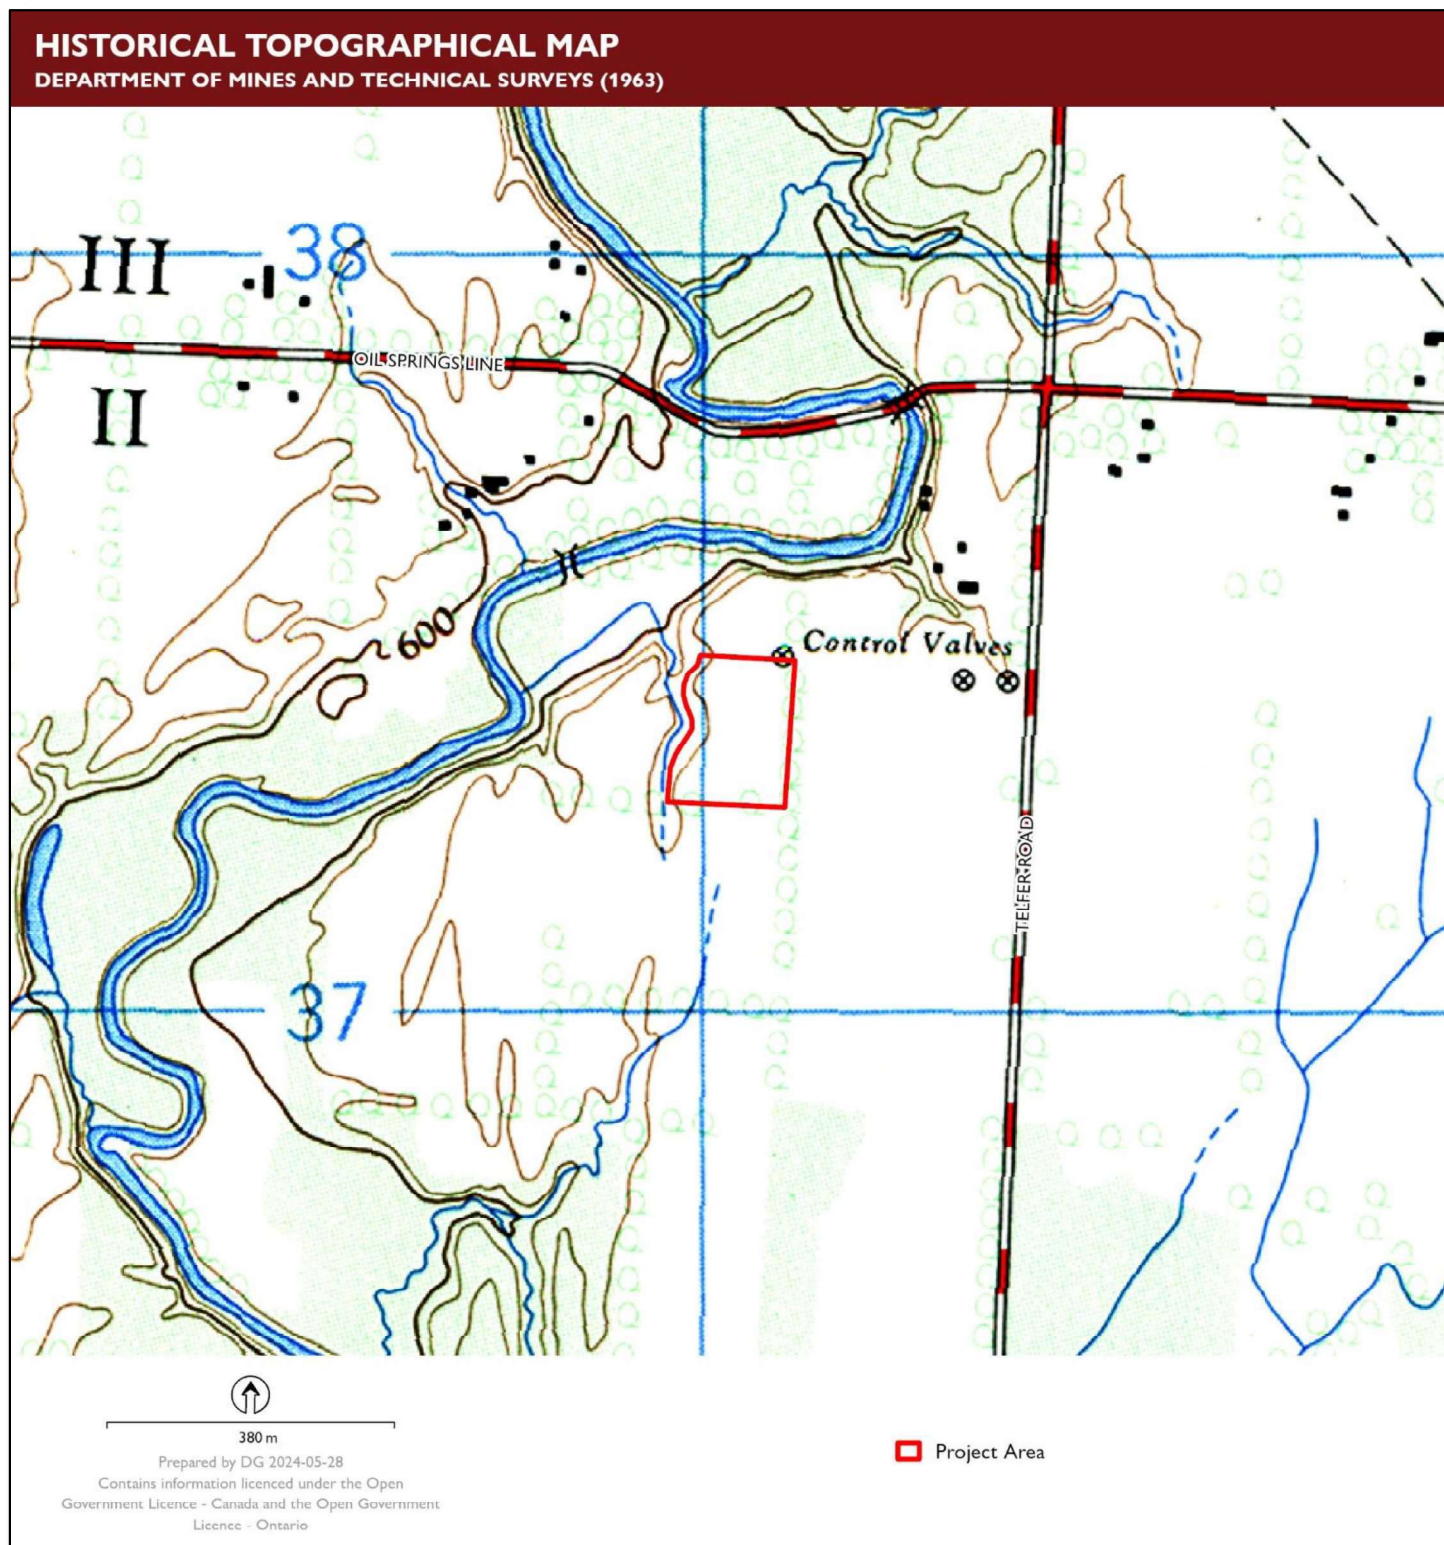 HISTORICAL TOPOGRAPHICAL MAP
DEPARTMENT OF MINES AND TECHNICAL SURVEYS (1963)
III
38
OIL SPRINGS LINE
II
600
Control Valves
TELFER ROAD
37
380 m
Prepared by DG 2024-05-28
Contains information licenced under the Open
Government Licence - Canada and the Open Government
Licence - Ontario
Project Area